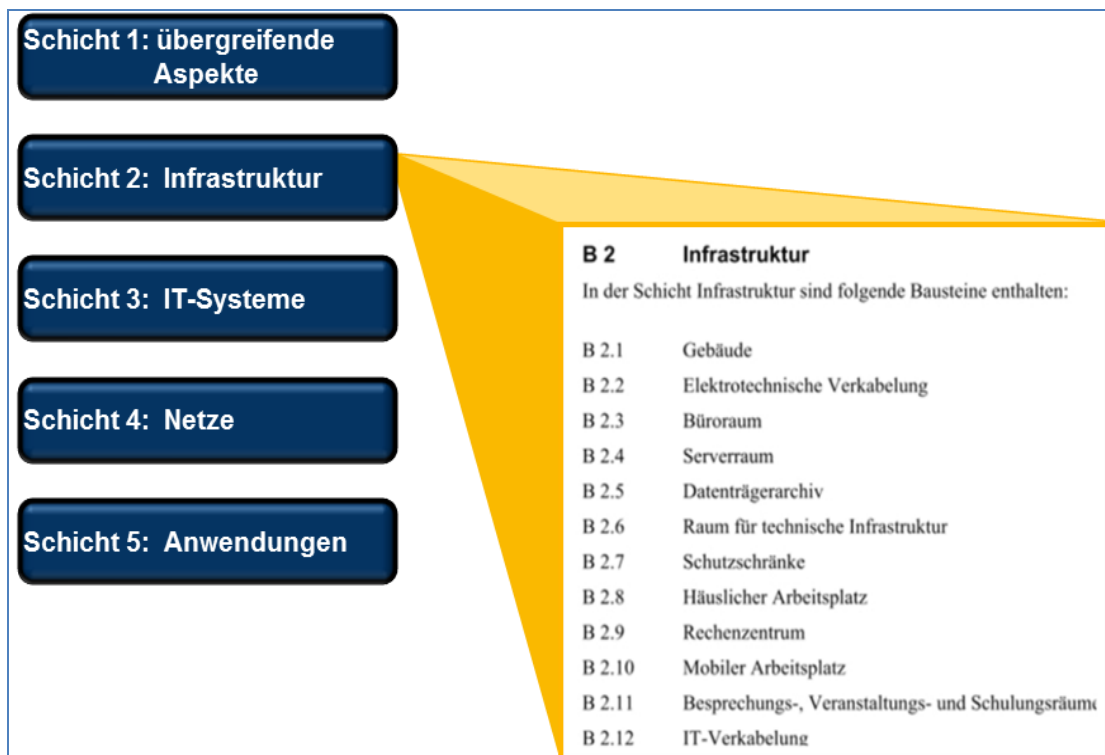 Schicht 1: übergreifende
Aspekte
Schicht 2: Infrastruktur
Schicht 3: IT-Systeme
Schicht 4: Netze
Schicht 5: Anwendungen
B 2 Infrastruktur
In der Schicht Infrastruktur sind folgende Bausteine enthalten:
B 2.1 Gebäude
B 2.2 Elektrotechnische Verkabelung
B 2.3 Büroraum
B 2.4 Serverraum
B 2.5 Datenträgerarchiv
B 2.6 Raum für technische Infrastruktur
B 2.7 Schutzschränke
B 2.8 Häuslicher Arbeitsplatz
B 2.9 Rechenzentrum
B 2.10 Mobiler Arbeitsplatz
B 2.11 Besprechungs-, Veranstaltungs- und Schulungsräume
B 2.12 IT-Verkabelung